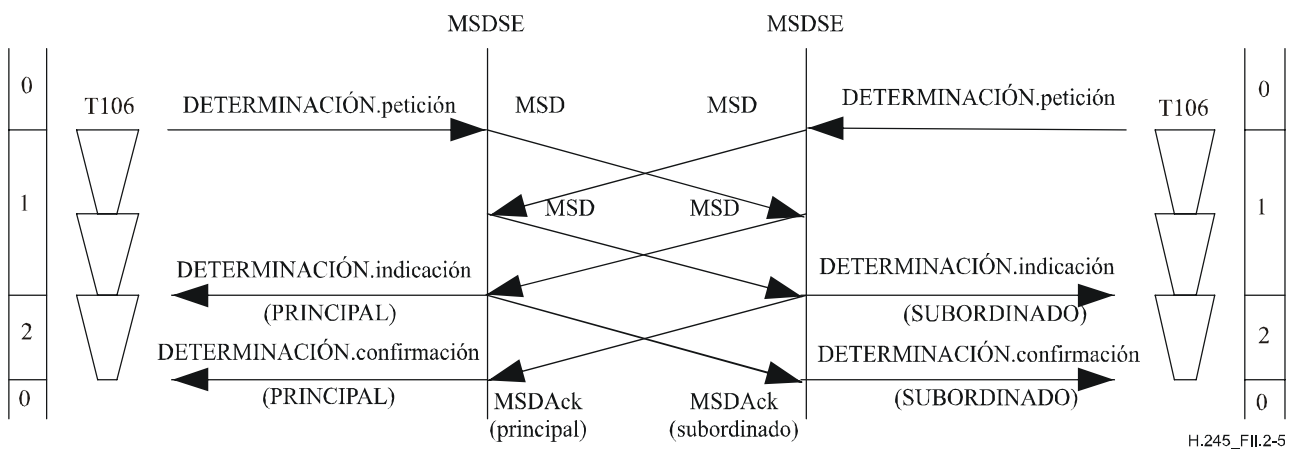 MSDSE MSDSE
0 0
T106 DETERMINACIÓN.petición MSD MSD DETERMINACIÓN.petición T106
1 MSD MSD 1
DETERMINACIÓN.indicación DETERMINACIÓN.indicación
(PRINCIPAL) (SUBORDINADO)
2 2
DETERMINACIÓN.confirmación DETERMINACIÓN.confirmación
(PRINCIPAL) (SUBORDINADO)
0 0
MSDAck MSDAck
(principal) (subordinado)
H.245_FII.2-5